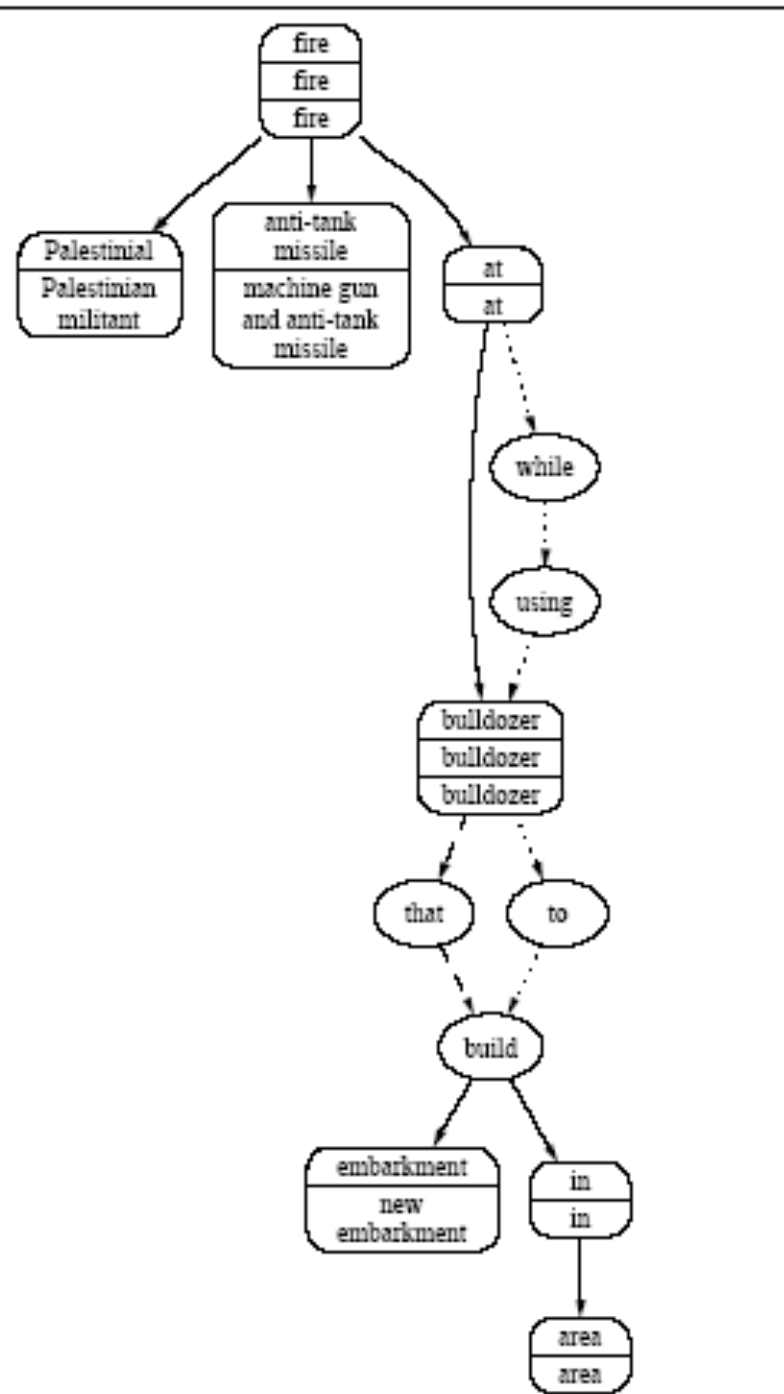 fire
fire
fire
Palestinial
Palestinian
militant
anti-tank
missile
machine gun
and anti-tank
missile
at
at
while
using
bulldozer
bulldozer
bulldozer
that
to
build
embarkment
new
embarkment
in
in
area
area